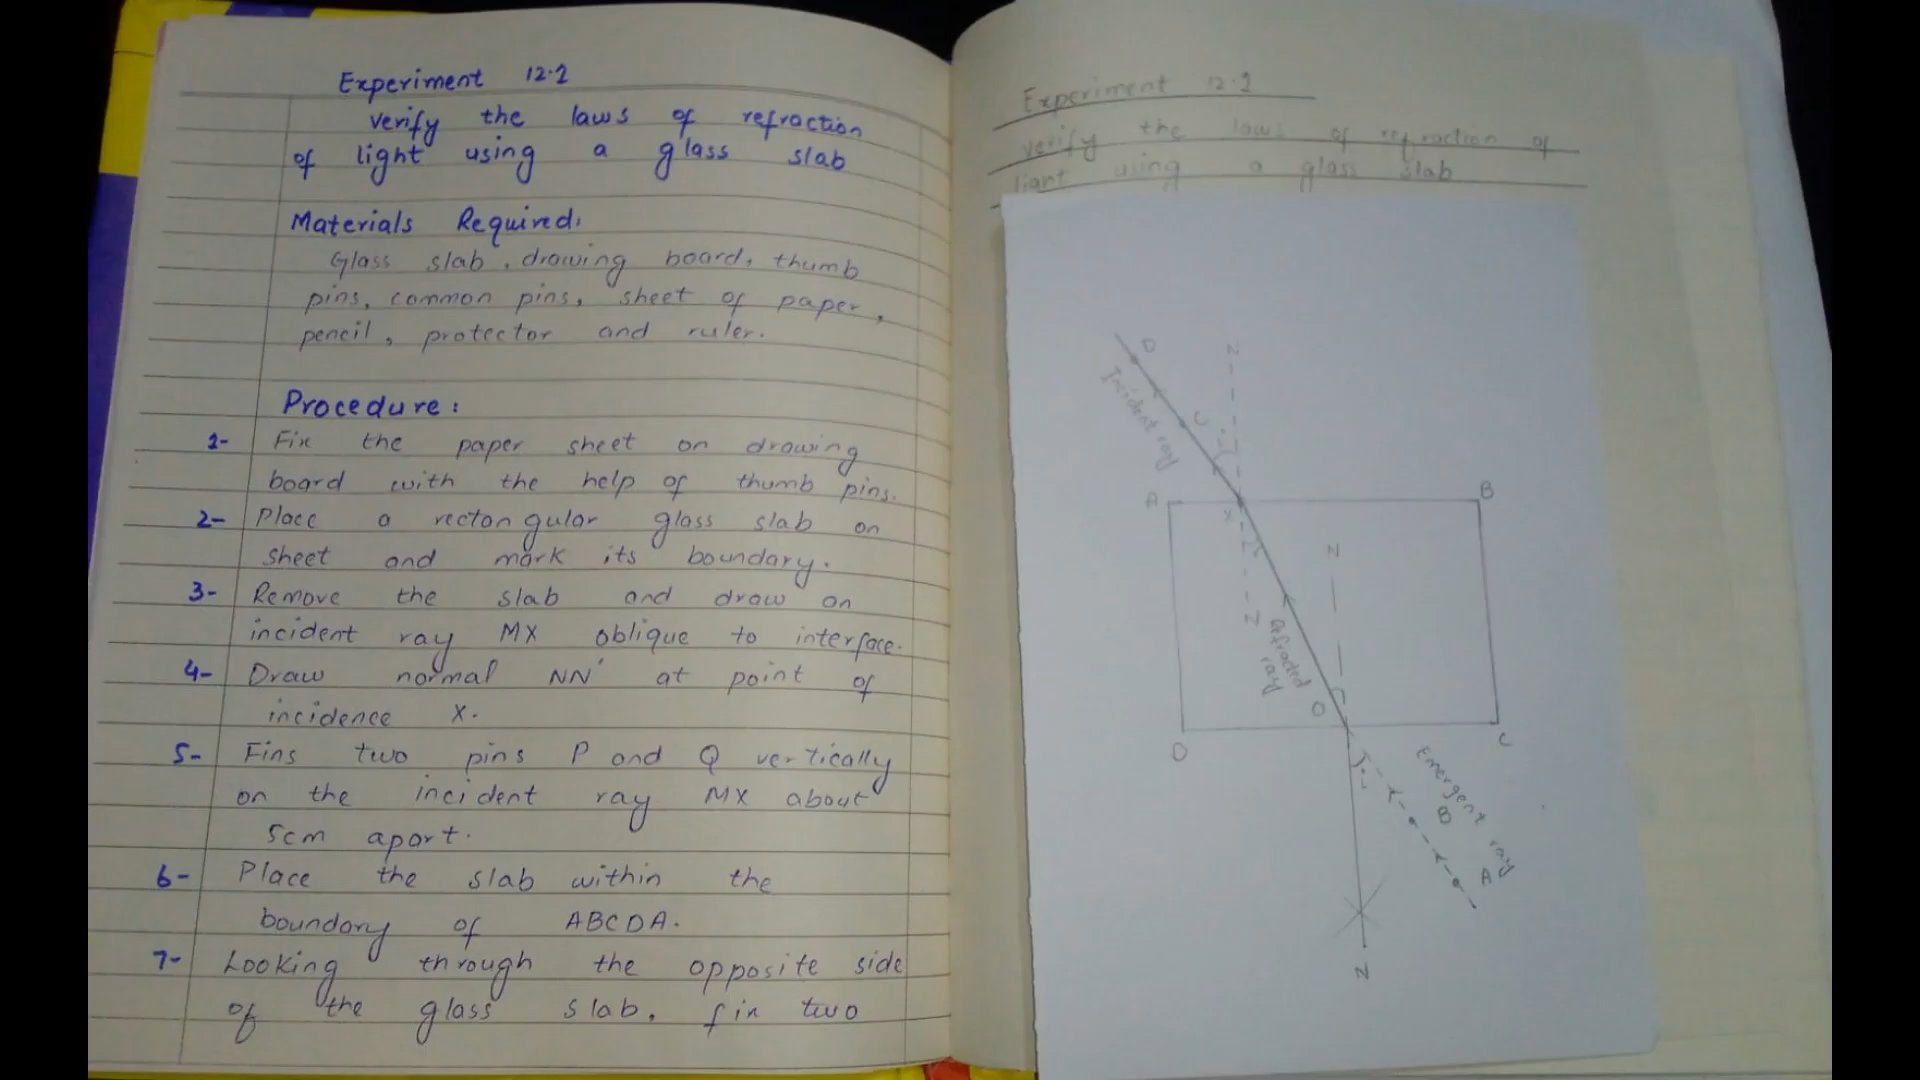 Experiment 12.2
verify the laws of refraction
of light using a glass slab
Materials Required:
Glass slab, drawing board, thumb
pins, common pins, sheet of paper,
pencil, protector and ruler.
Procedure:
1- Fix the paper sheet on drawing
board with the help of thumb pins.
2- Place a rectangular glass slab on
sheet and mark its boundary.
3- Remove the slab and draw an
incident ray MX oblique to interface.
4- Draw normal NN' at point of
incidence X.
5- Fins two pins P and Q vertically
on the incident ray MX about
5cm apart.
6- Place the slab within the
boundary of ABCDA.
7- Looking through the opposite side
of the glass slab, fix two
Experiment 12.2
verify the laws of refraction of
light using a glass slab
D
N
Incident ray
C
A
B
X
N
N
Refracted
ray
O
D
C
Emergent ray
B
A
N